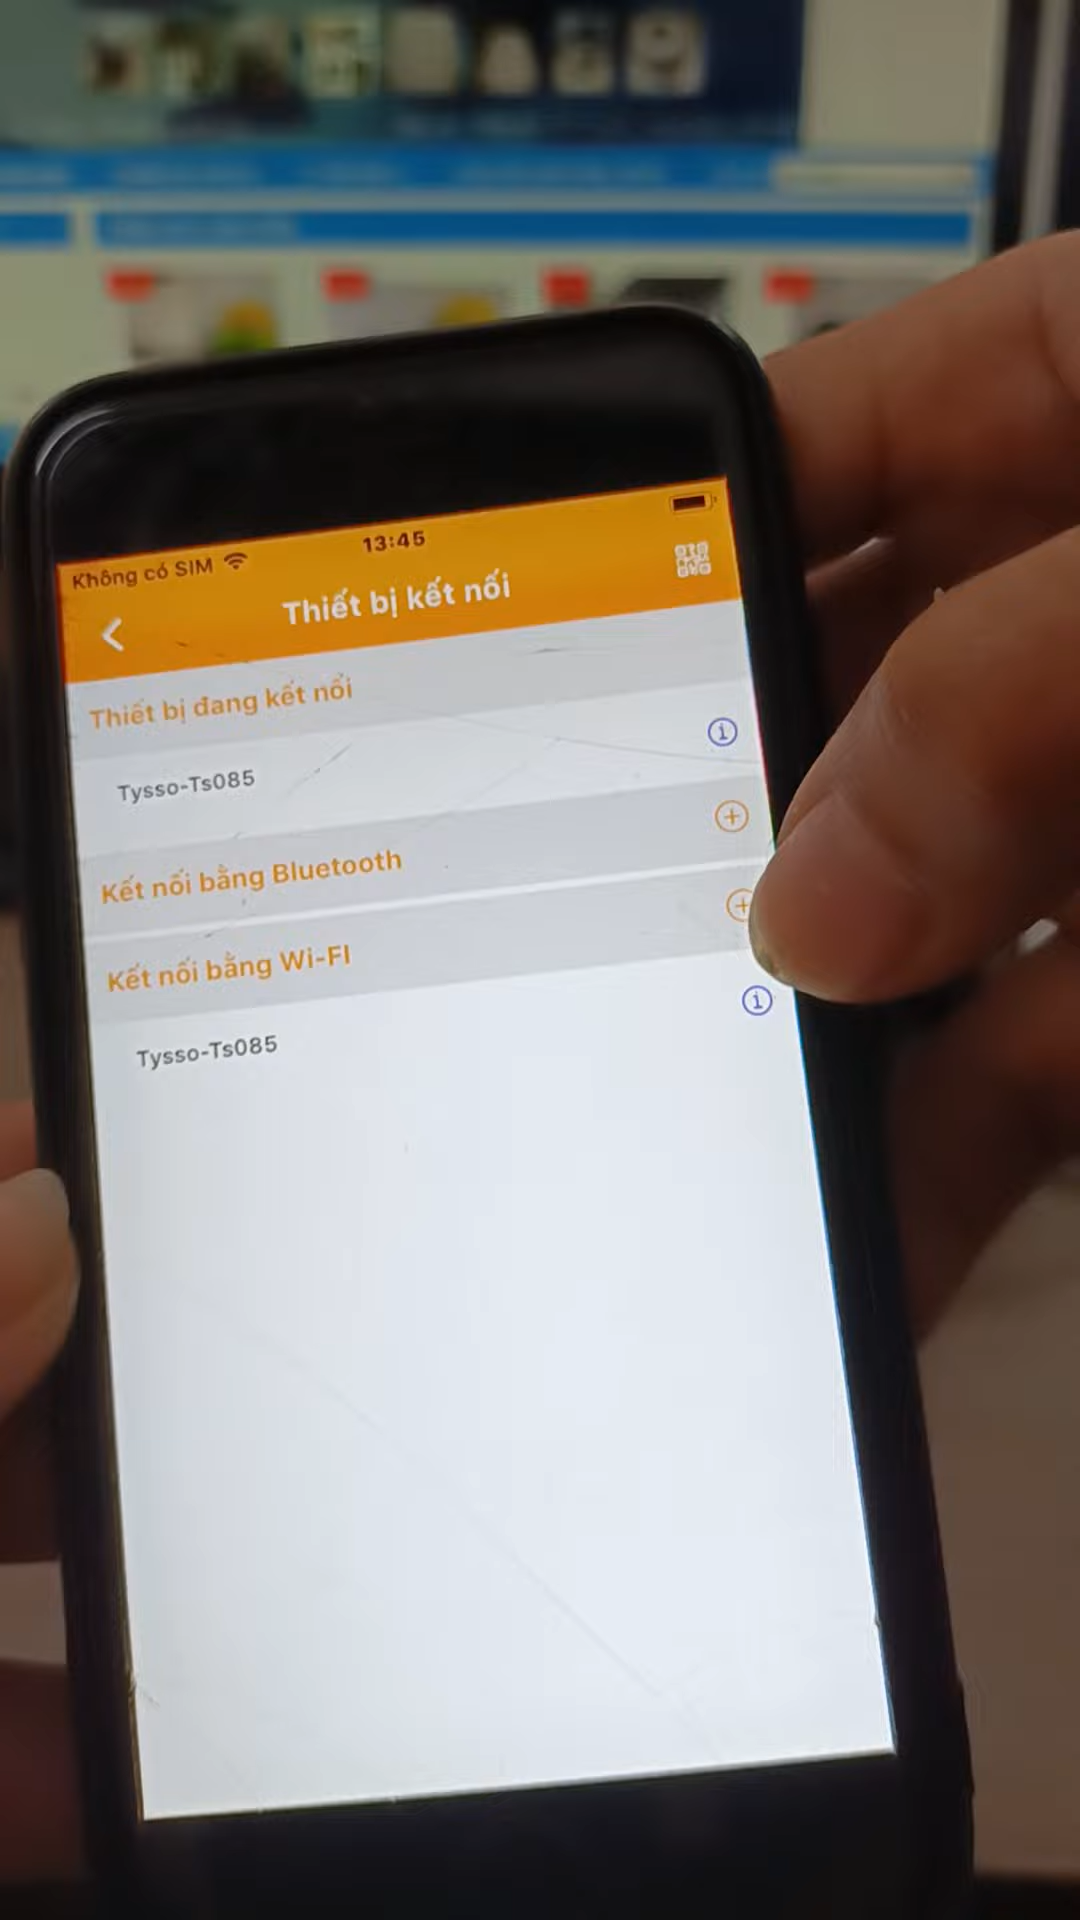 Không có SIM
13:45
Thiết bị kết nối
Thiết bị đang kết nối
Tysso-Ts085
Kết nối bằng Bluetooth
Kết nối bằng Wi-FI
Tysso-Ts085